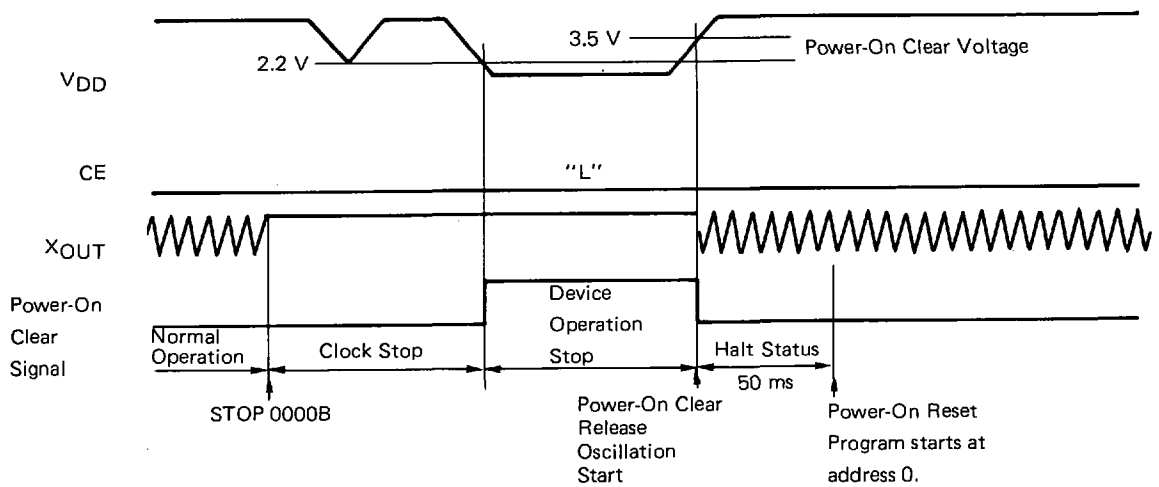 3.5 V
Power-On Clear Voltage
2.2 V
VDD
CE
"L"
XOUT
Power-On
Clear
Signal
Normal
Operation
Clock Stop
Device
Operation
Stop
Halt Status
50 ms
STOP 0000B
Power-On Clear
Release
Oscillation
Start
Power-On Reset
Program starts at
address 0.